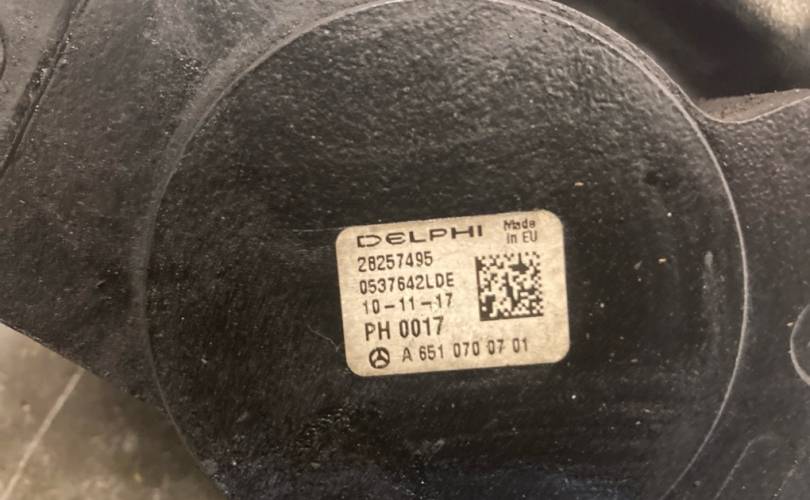 DELPHI Made in EU
28257495
0537642LDE
10-11-17
PH 0017
A 651 070 07 01